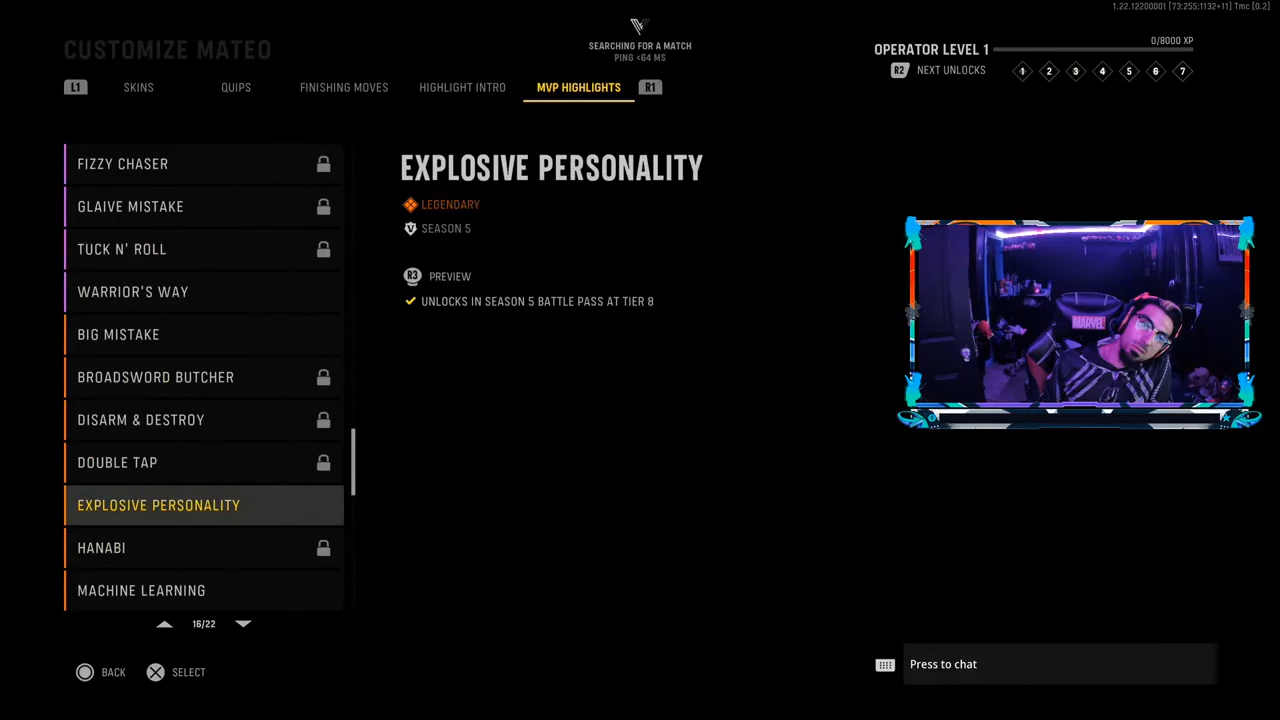 1.22.12200001 [73:255:1132+11] Tmc [0.2]
CUSTOMIZE MATEO
SEARCHING FOR A MATCH
PING <64 MS
OPERATOR LEVEL 1
0/8000 XP
R2 NEXT UNLOCKS
1 2 3 4 5 6 7
L1 SKINS QUIPS FINISHING MOVES HIGHLIGHT INTRO MVP HIGHLIGHTS R1
FIZZY CHASER
GLAIVE MISTAKE
TUCK N' ROLL
WARRIOR'S WAY
BIG MISTAKE
BROADSWORD BUTCHER
DISARM & DESTROY
DOUBLE TAP
EXPLOSIVE PERSONALITY
HANABI
MACHINE LEARNING
16/22
EXPLOSIVE PERSONALITY
LEGENDARY
SEASON 5
R3 PREVIEW
UNLOCKS IN SEASON 5 BATTLE PASS AT TIER 8
MARVEL
BACK SELECT
Press to chat